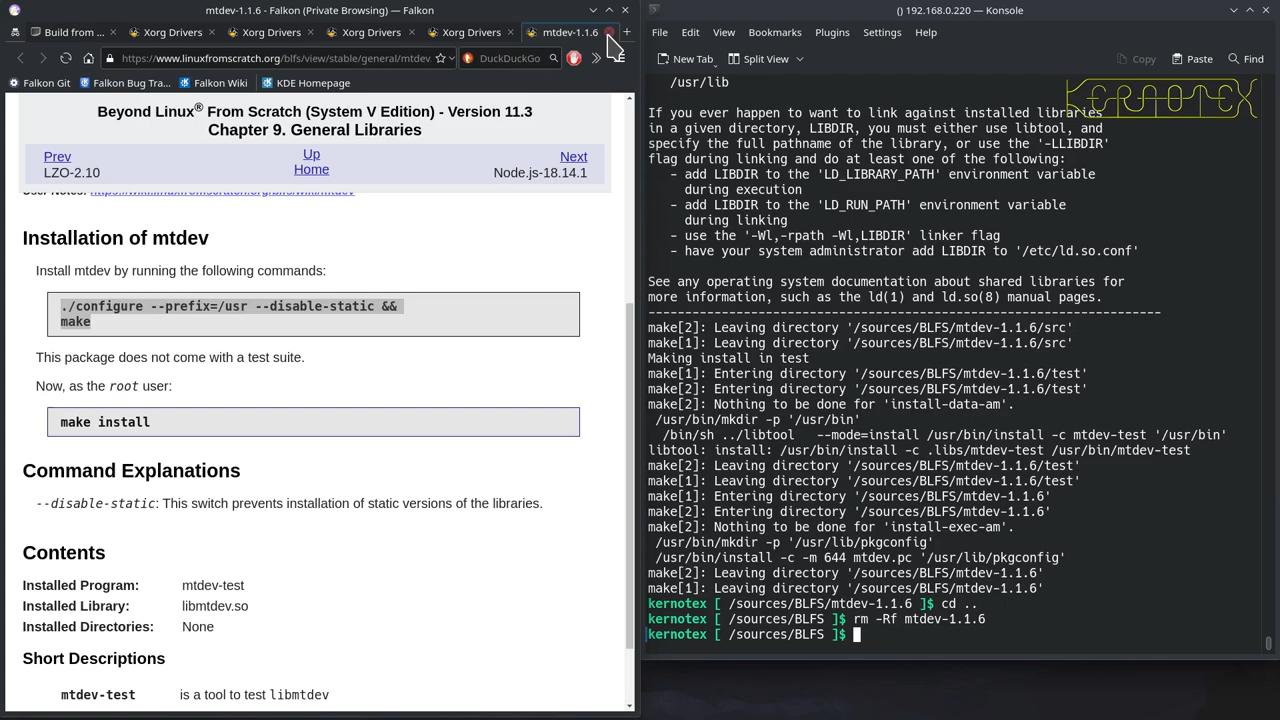 mtdev-1.1.6 - Falkon (Private Browsing) — Falkon
Build from ...
Xorg Drivers
Xorg Drivers
Xorg Drivers
Xorg Drivers
mtdev-1.1.6
https://www.linuxfromscratch.org/blfs/view/stable/general/mtdev.
DuckDuckGo
Falkon Git
Falkon Bug Tra...
Falkon Wiki
KDE Homepage
Beyond Linux® From Scratch (System V Edition) - Version 11.3
Chapter 9. General Libraries
Prev
Up
Next
LZO-2.10
Home
Node.js-18.14.1
User Notes: https://wiki.linuxfromscratch.org/blfs/wiki/mtdev
Installation of mtdev
Install mtdev by running the following commands:
./configure --prefix=/usr --disable-static &&
make
This package does not come with a test suite.
Now, as the root user:
make install
Command Explanations
--disable-static: This switch prevents installation of static versions of the libraries.
Contents
Installed Program: mtdev-test
Installed Library: libmtdev.so
Installed Directories: None
Short Descriptions
mtdev-test is a tool to test libmtdev
() 192.168.0.220 — Konsole
File Edit View Bookmarks Plugins Settings Help
New Tab Split View Copy Paste Find
KERNOTEX
/usr/lib
If you ever happen to want to link against installed libraries
in a given directory, LIBDIR, you must either use libtool, and
specify the full pathname of the library, or use the '-LLIBDIR'
flag during linking and do at least one of the following:
- add LIBDIR to the 'LD_LIBRARY_PATH' environment variable
during execution
- add LIBDIR to the 'LD_RUN_PATH' environment variable
during linking
- use the '-Wl,-rpath -Wl,LIBDIR' linker flag
- have your system administrator add LIBDIR to '/etc/ld.so.conf'
See any operating system documentation about shared libraries for
more information, such as the ld(1) and ld.so(8) manual pages.
----------------------------------------------------------------------
make[2]: Leaving directory '/sources/BLFS/mtdev-1.1.6/src'
make[1]: Leaving directory '/sources/BLFS/mtdev-1.1.6/src'
Making install in test
make[1]: Entering directory '/sources/BLFS/mtdev-1.1.6/test'
make[2]: Entering directory '/sources/BLFS/mtdev-1.1.6/test'
make[2]: Nothing to be done for 'install-data-am'.
/usr/bin/mkdir -p '/usr/bin'
/bin/sh ../libtool --mode=install /usr/bin/install -c mtdev-test '/usr/bin'
libtool: install: /usr/bin/install -c .libs/mtdev-test /usr/bin/mtdev-test
make[2]: Leaving directory '/sources/BLFS/mtdev-1.1.6/test'
make[1]: Leaving directory '/sources/BLFS/mtdev-1.1.6/test'
make[1]: Entering directory '/sources/BLFS/mtdev-1.1.6'
make[2]: Entering directory '/sources/BLFS/mtdev-1.1.6'
make[2]: Nothing to be done for 'install-exec-am'.
/usr/bin/mkdir -p '/usr/lib/pkgconfig'
/usr/bin/install -c -m 644 mtdev.pc '/usr/lib/pkgconfig'
make[2]: Leaving directory '/sources/BLFS/mtdev-1.1.6'
make[1]: Leaving directory '/sources/BLFS/mtdev-1.1.6'
kernotex [ /sources/BLFS/mtdev-1.1.6 ]$ cd ..
kernotex [ /sources/BLFS ]$ rm -Rf mtdev-1.1.6
kernotex [ /sources/BLFS ]$